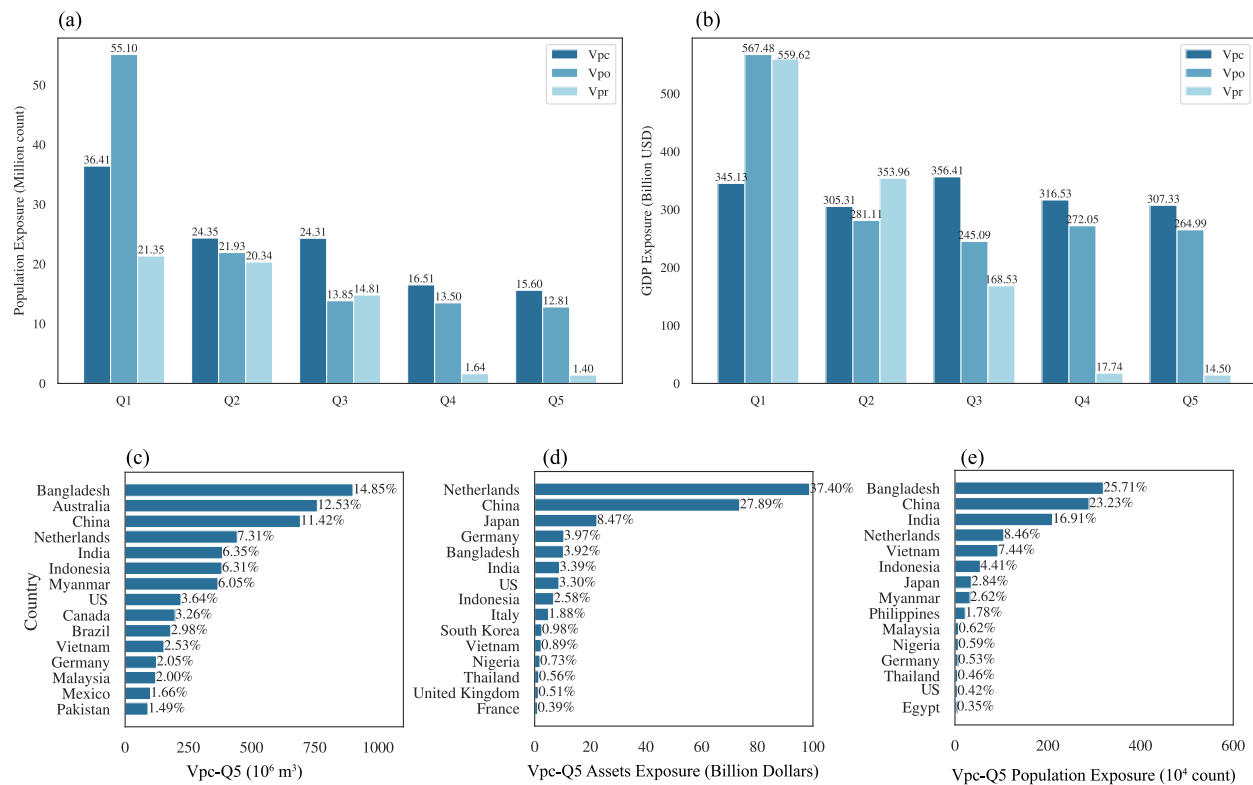 (a)
Population Exposure (Million count)
50
40
30
20
10
0
36.41
55.10
21.35
24.35
21.93
20.34
24.31
13.85
14.81
16.51
13.50
1.64
15.60
12.81
1.40
Vpc
Vpo
Vpr
Q1
Q2
Q3
Q4
Q5
(b)
GDP Exposure (Billion USD)
500
400
300
200
100
0
345.13
567.48
559.62
305.31
281.11
353.96
356.41
245.09
168.53
316.53
272.05
17.74
307.33
264.99
14.50
Vpc
Vpo
Vpr
Q1
Q2
Q3
Q4
Q5
(c)
Country
Bangladesh 14.85%
Australia 12.53%
China 11.42%
Netherlands 7.31%
India 6.35%
Indonesia 6.31%
Myanmar 6.05%
US 3.64%
Canada 3.26%
Brazil 2.98%
Vietnam 2.53%
Germany 2.05%
Malaysia 2.00%
Mexico 1.66%
Pakistan 1.49%
0 250 500 750 1000
Vpc-Q5 (10⁶ m³)
(d)
Netherlands 37.40%
China 27.89%
Japan 8.47%
Germany 3.97%
Bangladesh 3.92%
India 3.39%
US 3.30%
Indonesia 2.58%
Italy 1.88%
South Korea 0.98%
Vietnam 0.89%
Nigeria 0.73%
Thailand 0.56%
United Kingdom 0.51%
France 0.39%
0 20 40 60 80 100
Vpc-Q5 Assets Exposure (Billion Dollars)
(e)
Bangladesh 25.71%
China 23.23%
India 16.91%
Netherlands 8.46%
Vietnam 7.44%
Indonesia 4.41%
Japan 2.84%
Myanmar 2.62%
Philippines 1.78%
Malaysia 0.62%
Nigeria 0.59%
Germany 0.53%
Thailand 0.46%
US 0.42%
Egypt 0.35%
0 200 400 600
Vpc-Q5 Population Exposure (10⁴ count)